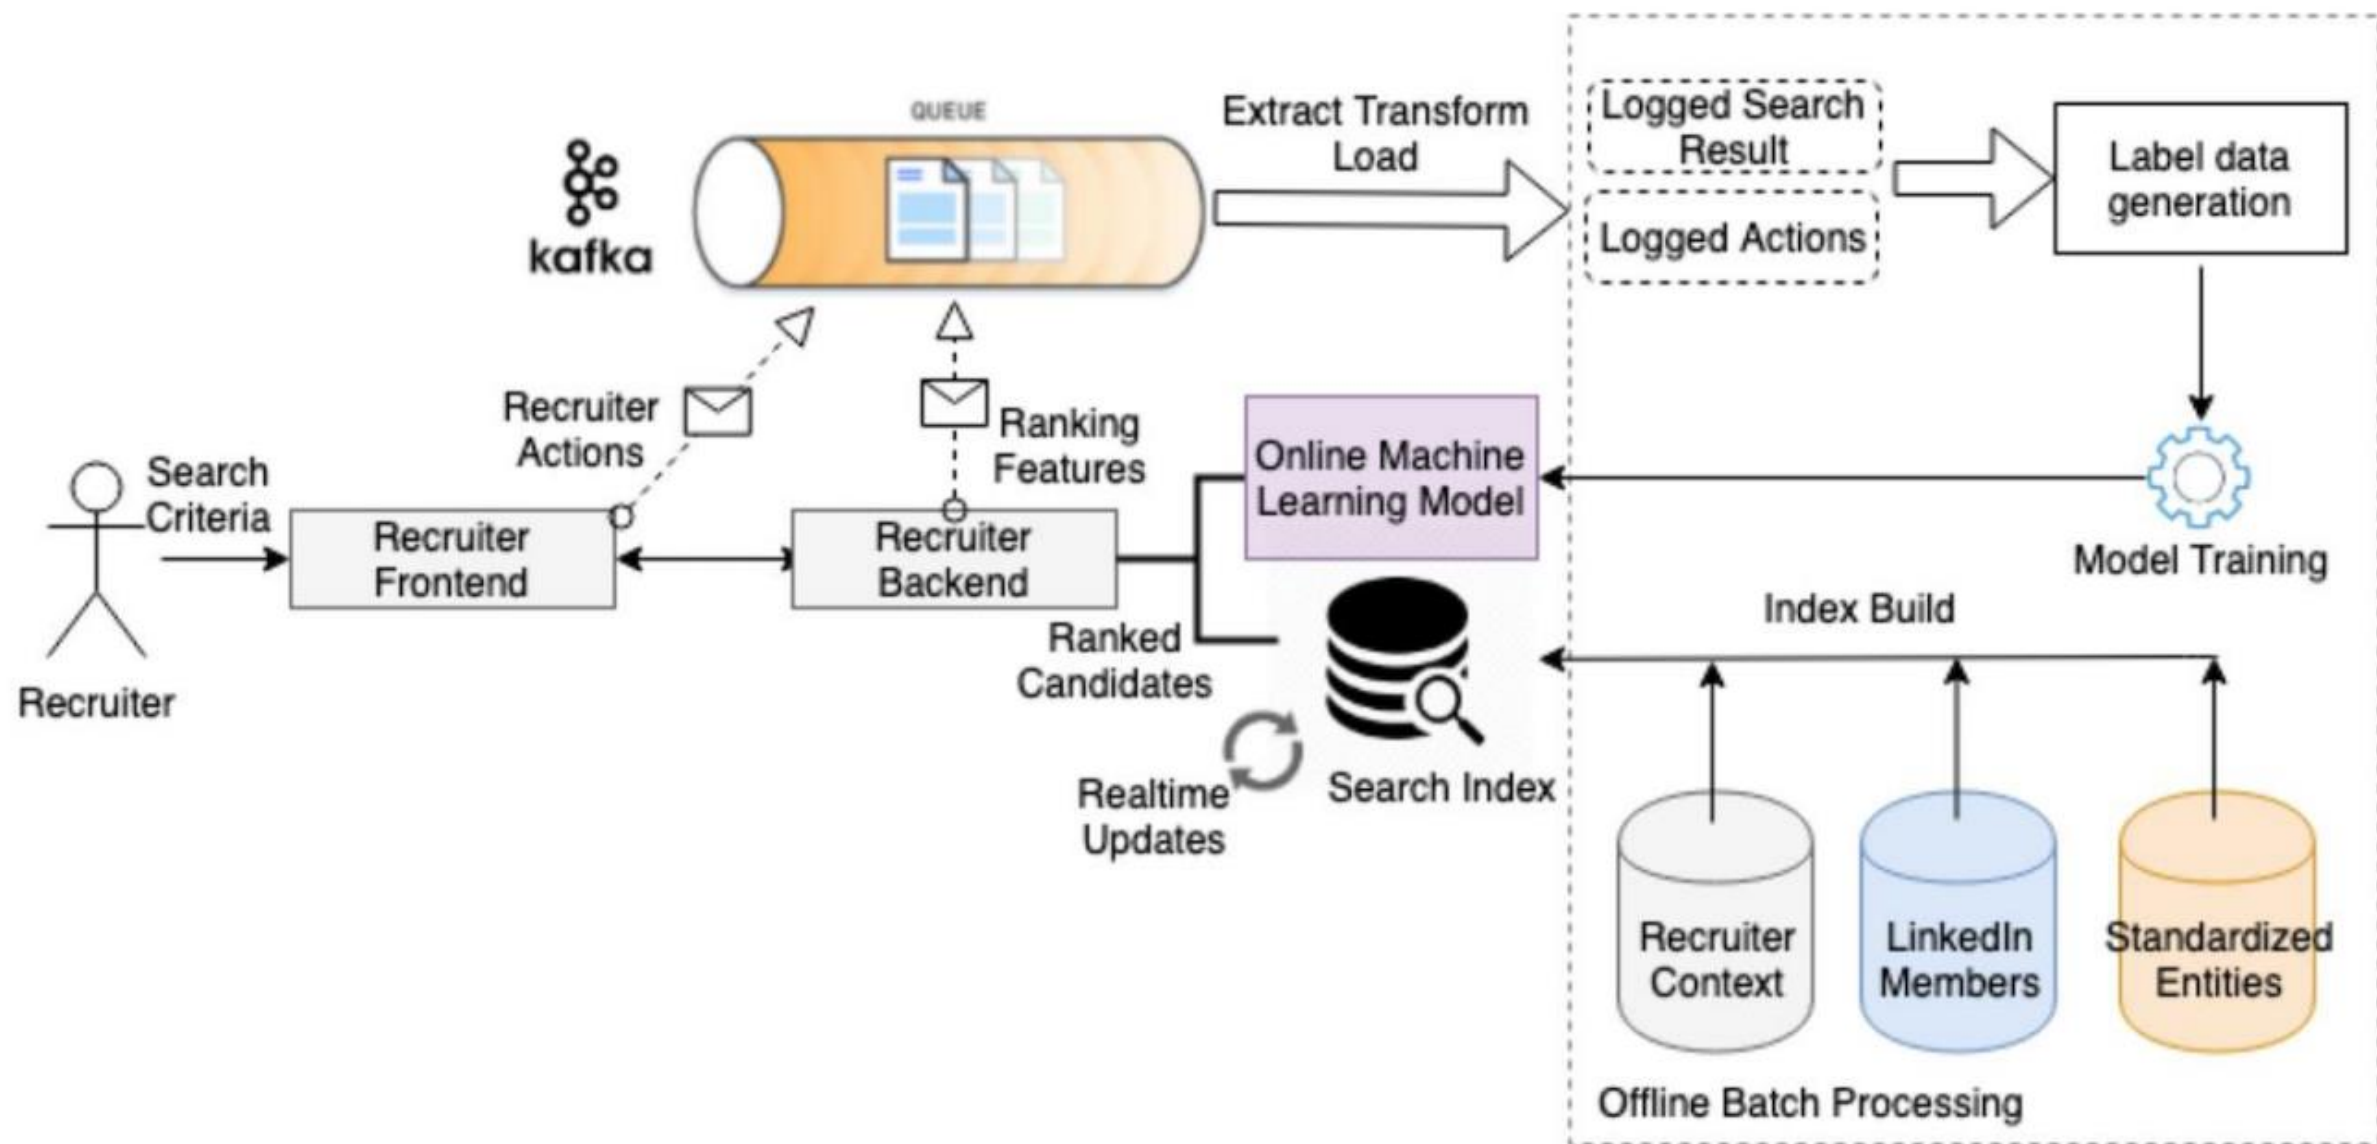 QUEUE
kafka
Extract Transform
Load
Logged Search
Result
Logged Actions
Label data
generation
Recruiter
Actions
Ranking
Features
Online Machine
Learning Model
Model Training
Search
Criteria
Recruiter
Recruiter
Frontend
Recruiter
Backend
Ranked
Candidates
Realtime
Updates
Search Index
Index Build
Recruiter
Context
LinkedIn
Members
Standardized
Entities
Offline Batch Processing